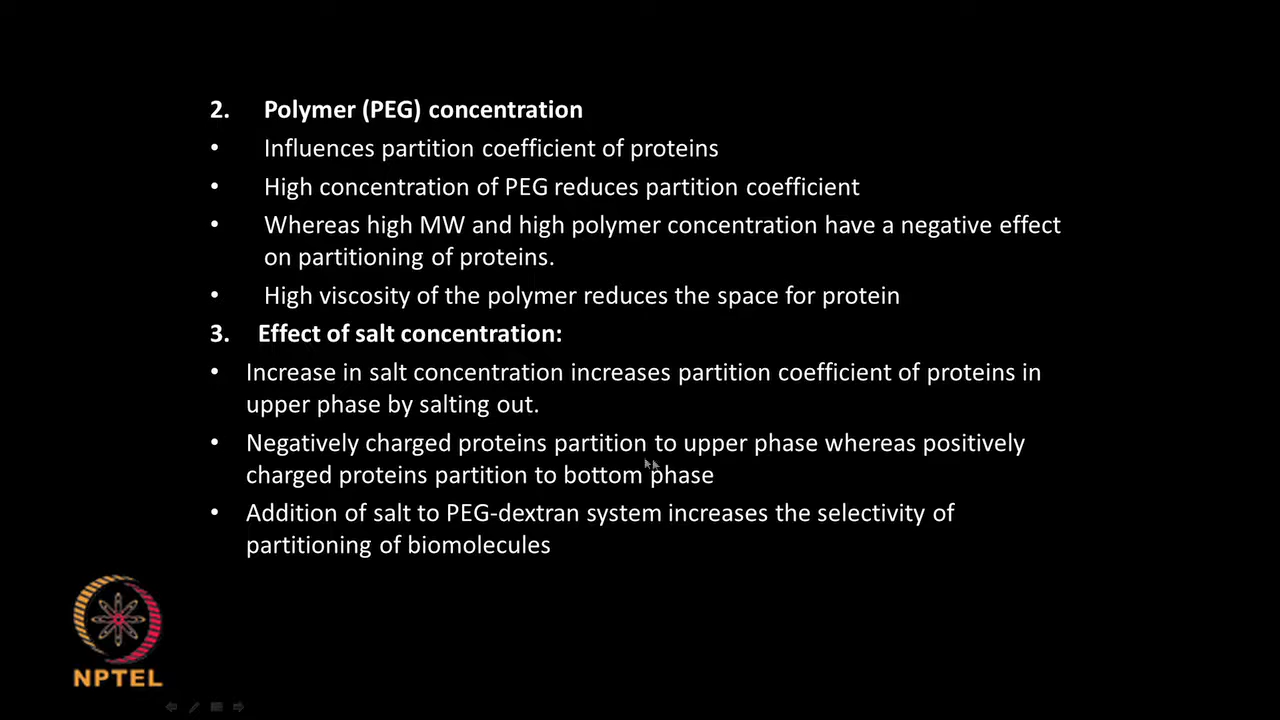 2. Polymer (PEG) concentration
• Influences partition coefficient of proteins
• High concentration of PEG reduces partition coefficient
• Whereas high MW and high polymer concentration have a negative effect
on partitioning of proteins.
• High viscosity of the polymer reduces the space for protein
3. Effect of salt concentration:
• Increase in salt concentration increases partition coefficient of proteins in
upper phase by salting out.
• Negatively charged proteins partition to upper phase whereas positively
charged proteins partition to bottom phase
• Addition of salt to PEG-dextran system increases the selectivity of
partitioning of biomolecules
NPTEL